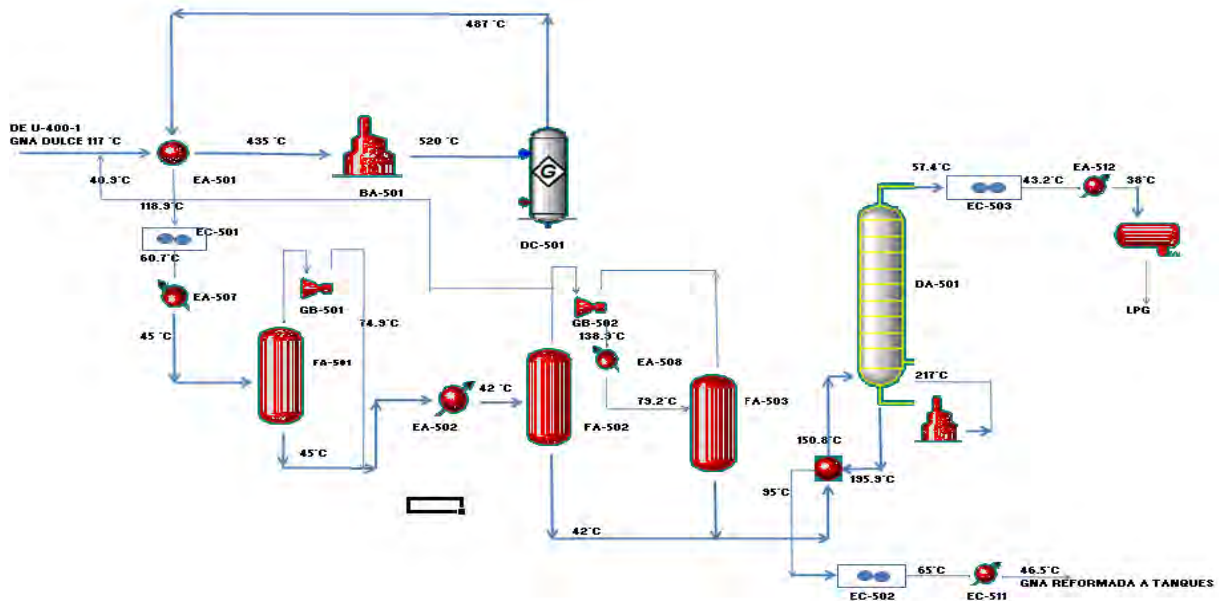 487°C
DE U-400-1
GNA DULCE 117 °C
435 °C
520 °C
40.9°C
EA-501
BA-501
DC-501
118.9°C
EC-501
60.7°C
EA-507
45 °C
GB-501
74.9°C
FA-501
45°C
EA-502
42 °C
GB-502
138.9°C
EA-508
79.2°C
FA-502
FA-503
42°C
57.4°C
EC-503
43.2°C
EA-512
38°C
DA-501
LPG
217°C
150.8°C
195.9°C
95°C
EC-502
65°C
EC-511
46.5°C
GNA REFORMADA A TANQUES
G